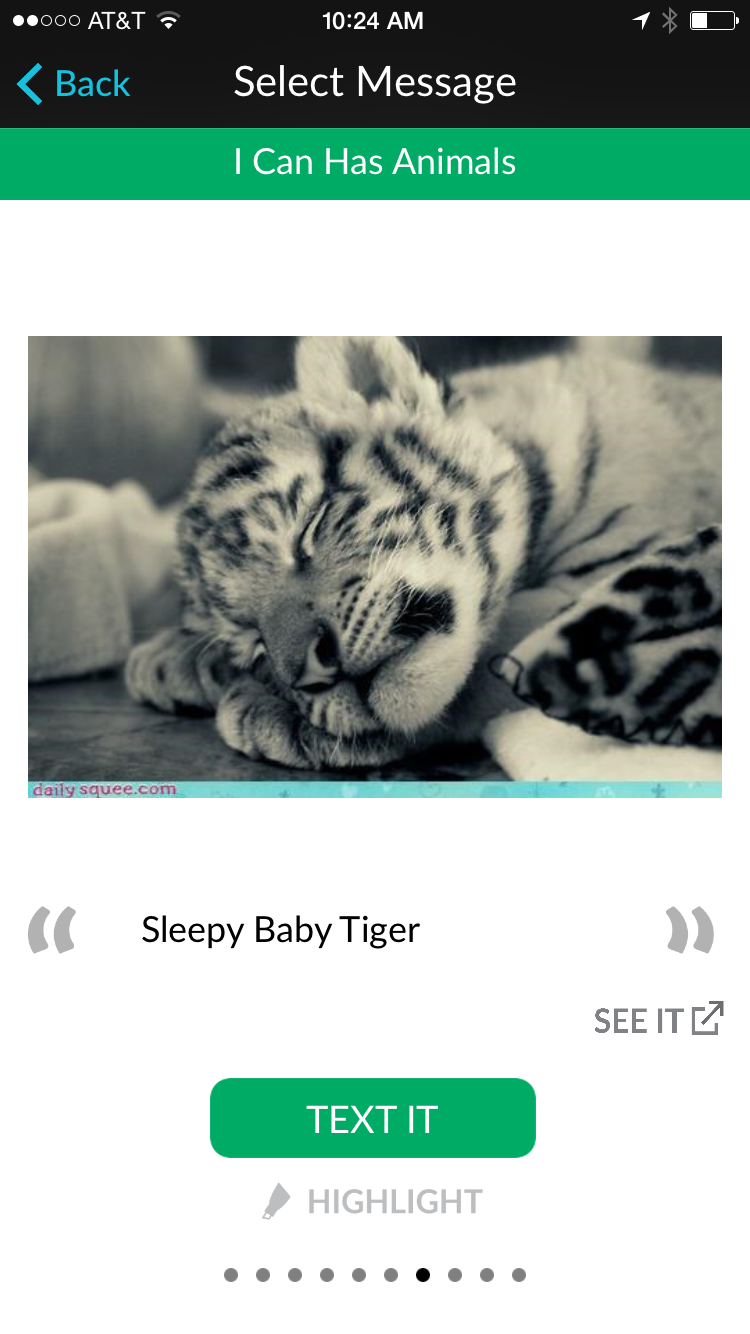 AT&T 10:24 AM
Back Select Message
I Can Has Animals
daily squee.com
“ Sleepy Baby Tiger ”
SEE IT
TEXT IT
HIGHLIGHT